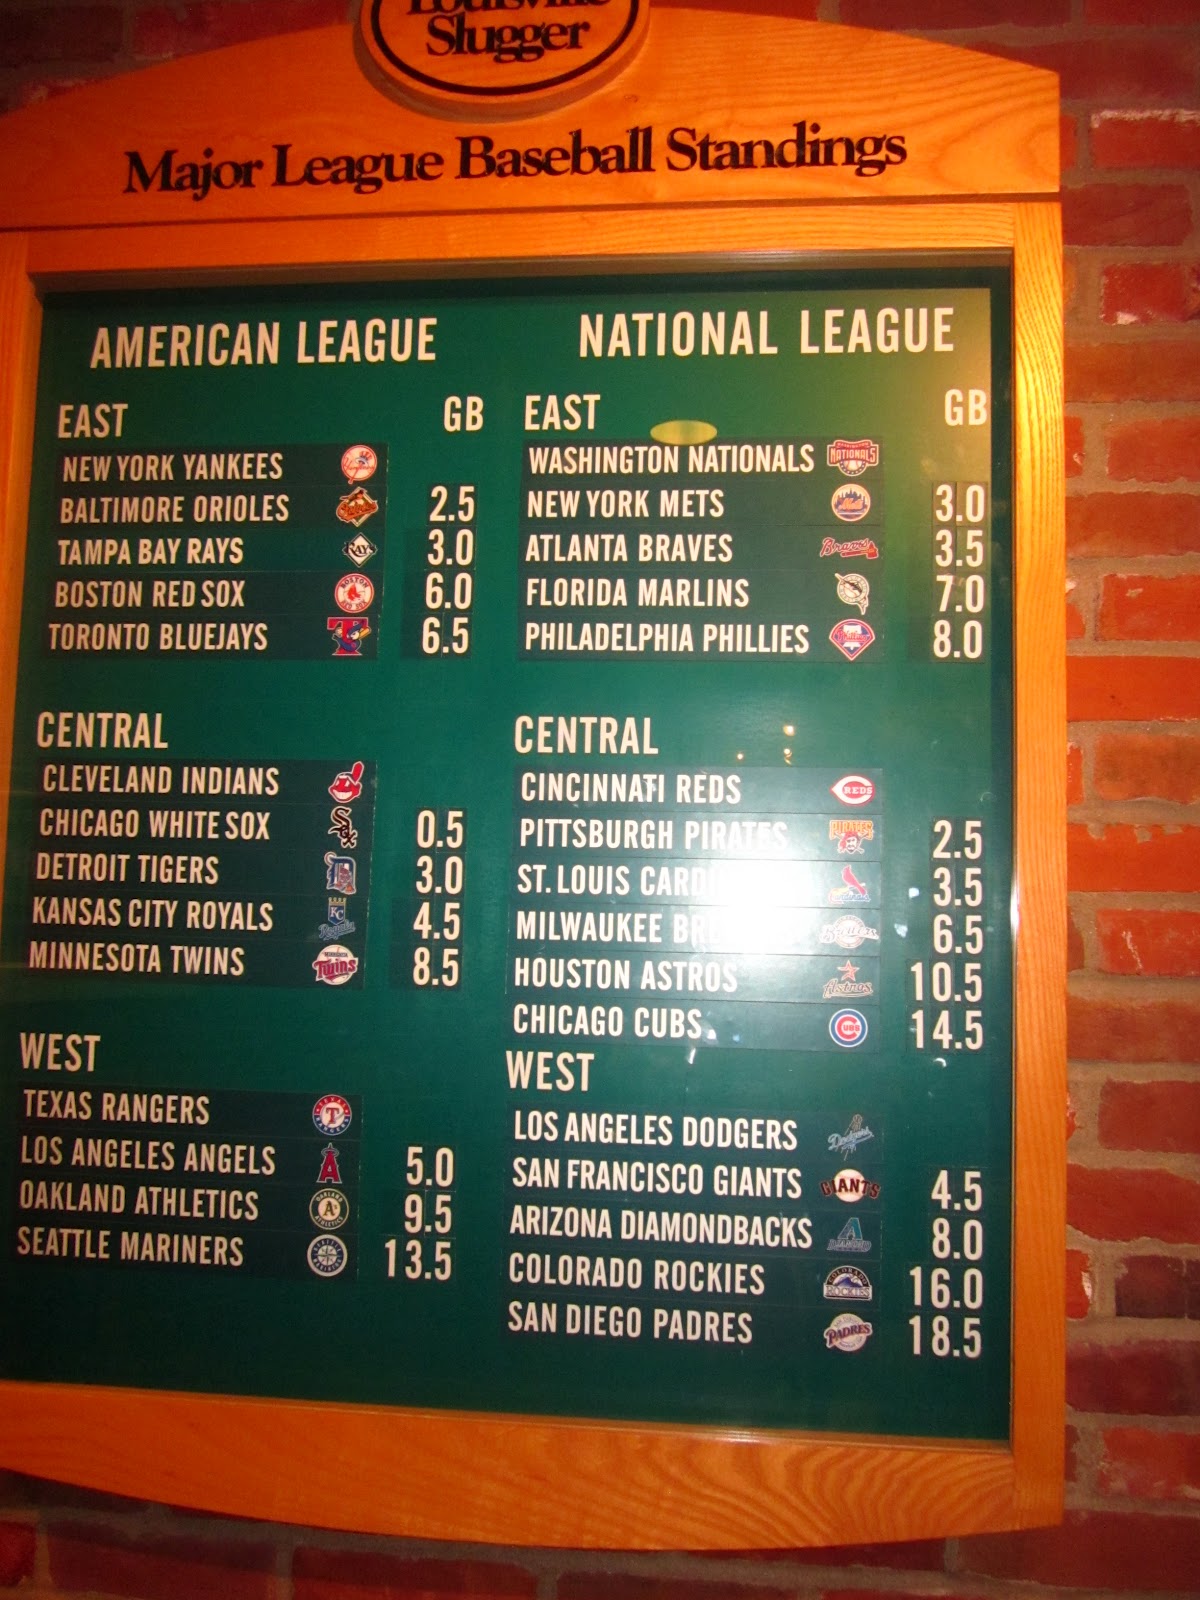 Louisville
Slugger
Major League Baseball Standings
AMERICAN LEAGUE
EAST GB
NEW YORK YANKEES
BALTIMORE ORIOLES 2.5
TAMPA BAY RAYS 3.0
BOSTON RED SOX 6.0
TORONTO BLUEJAYS 6.5
CENTRAL
CLEVELAND INDIANS
CHICAGO WHITE SOX 0.5
DETROIT TIGERS 3.0
KANSAS CITY ROYALS 4.5
MINNESOTA TWINS 8.5
WEST
TEXAS RANGERS
LOS ANGELES ANGELS 5.0
OAKLAND ATHLETICS 9.5
SEATTLE MARINERS 13.5
NATIONAL LEAGUE
EAST GB
WASHINGTON NATIONALS
NEW YORK METS 3.0
ATLANTA BRAVES 3.5
FLORIDA MARLINS 7.0
PHILADELPHIA PHILLIES 8.0
CENTRAL
CINCINNATI REDS
PITTSBURGH PIRATES 2.5
ST. LOUIS 3.5
MILWAUKEE 6.5
HOUSTON ASTROS 10.5
CHICAGO CUBS 14.5
WEST
LOS ANGELES DODGERS
SAN FRANCISCO GIANTS 4.5
ARIZONA DIAMONDBACKS 8.0
COLORADO ROCKIES 16.0
SAN DIEGO PADRES 18.5